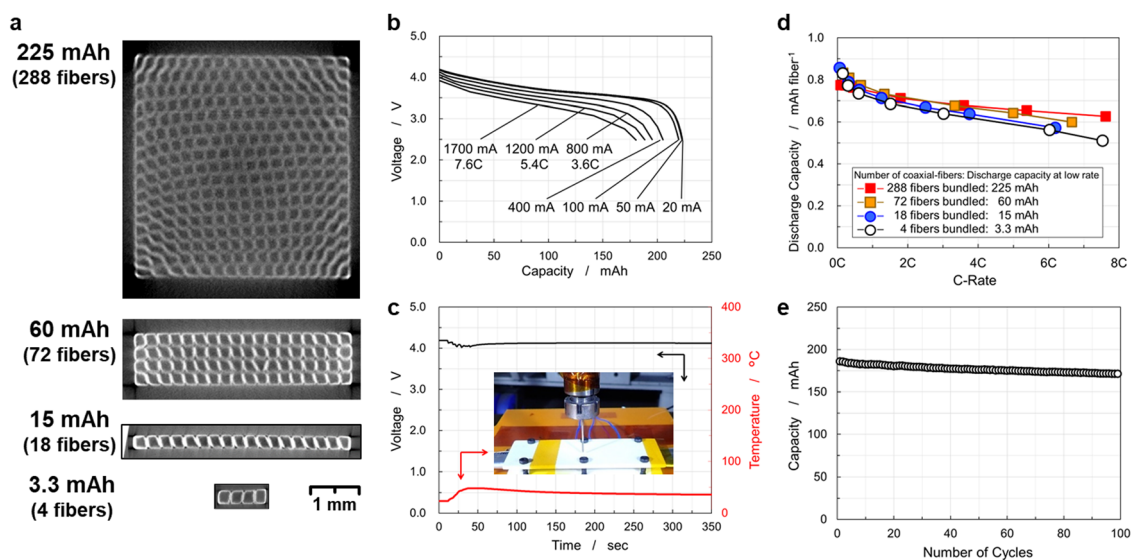 a
225 mAh
(288 fibers)
60 mAh
(72 fibers)
15 mAh
(18 fibers)
3.3 mAh
(4 fibers)
1 mm
b
5.0
4.0
3.0
2.0
1.0
0.0
Voltage / V
1700 mA
7.6C
1200 mA
5.4C
800 mA
3.6C
400 mA
100 mA
50 mA
20 mA
0
50
100
150
200
250
Capacity / mAh
c
5.0
4.0
3.0
2.0
1.0
0.0
Voltage / V
400
300
200
100
0
Temperature / °C
0
50
100
150
200
250
300
350
Time / sec
d
1.0
0.8
0.6
0.4
0.2
0.0
Discharge Capacity / mAh fiber⁻¹
Number of coaxial-fibers: Discharge capacity at low rate
288 fibers bundled: 225 mAh
72 fibers bundled: 60 mAh
18 fibers bundled: 15 mAh
4 fibers bundled: 3.3 mAh
0C
2C
4C
6C
8C
C-Rate
e
250
200
150
100
50
0
Capacity / mAh
0
20
40
60
80
100
Number of Cycles